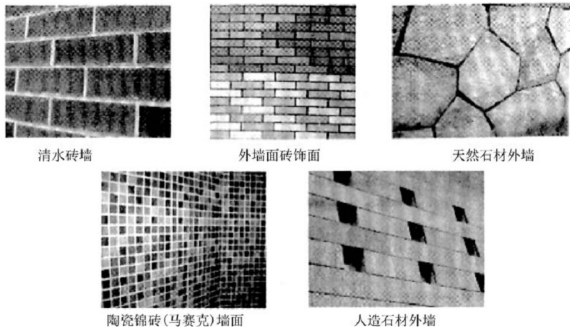 清水砖墙
外墙面砖饰面
天然石材外墙
陶瓷锦砖(马赛克)墙面
人造石材外墙